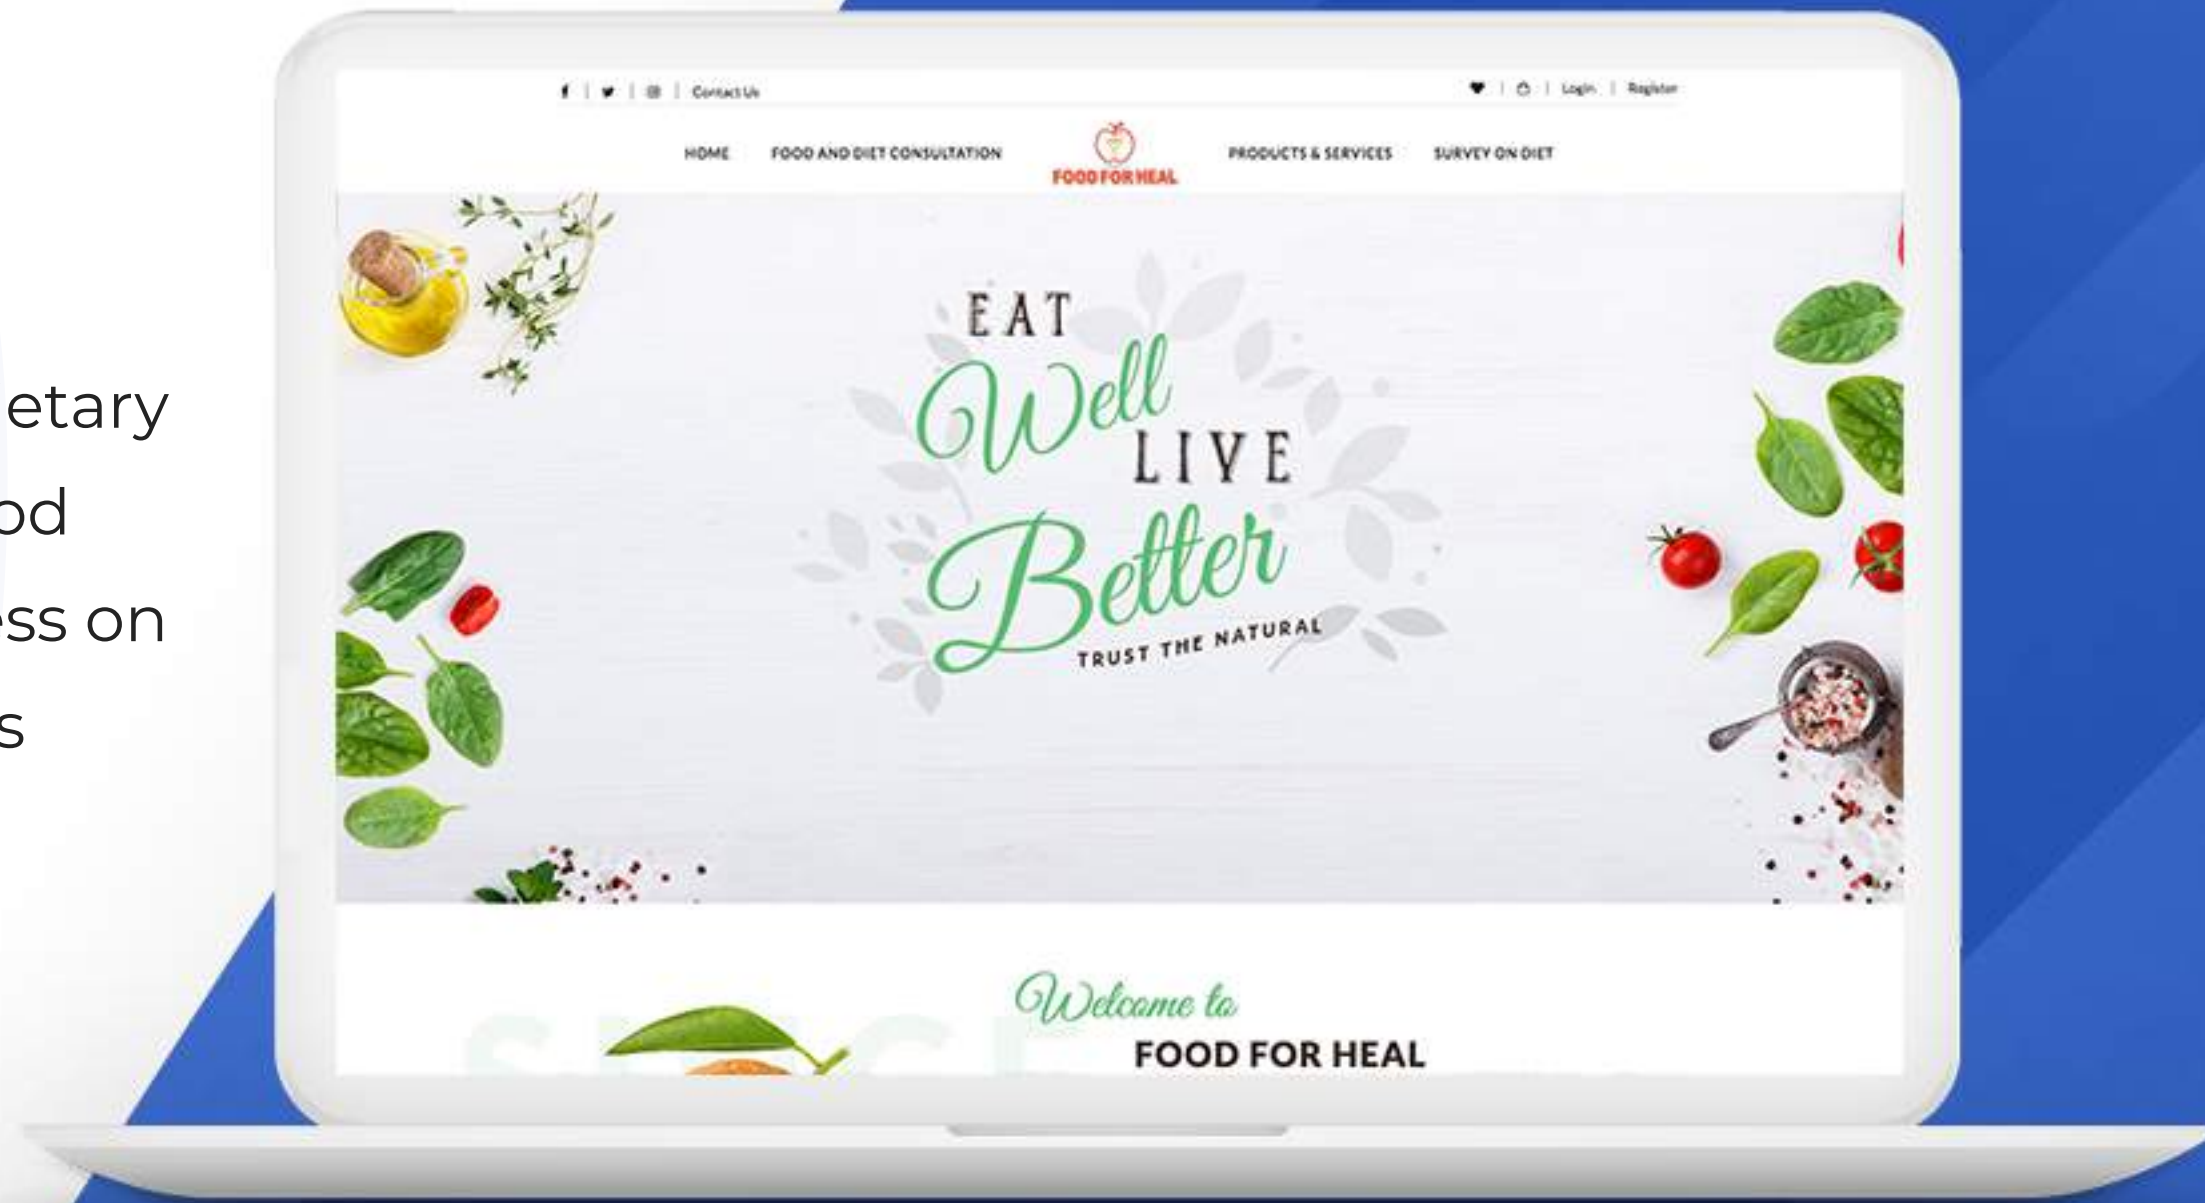 Contact Us
Login
Register
HOME
FOOD AND DIET CONSULTATION
FOOD FOR HEAL
PRODUCTS & SERVICES
SURVEY ON DIET
EAT
Well
LIVE
Better
TRUST THE NATURAL
etary
od
ess on
s
Welcome to
FOOD FOR HEAL